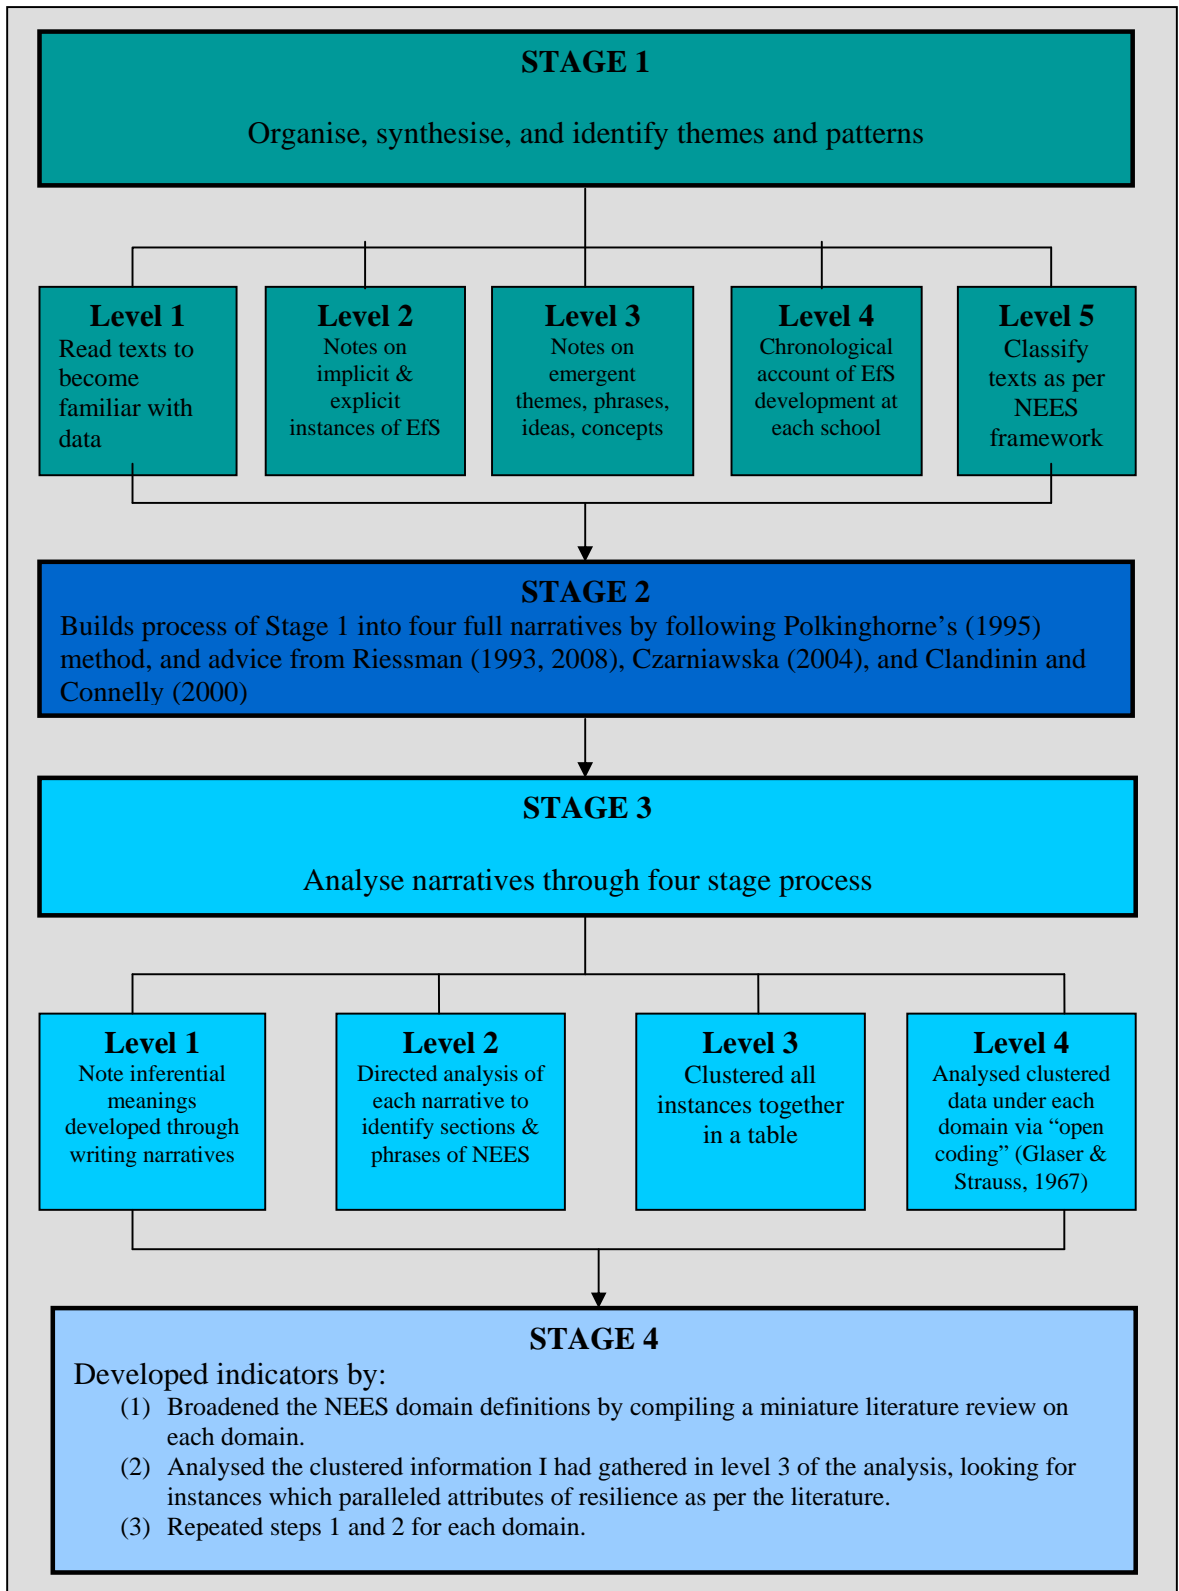 STAGE 1
Organise, synthesise, and identify themes and patterns
Level 1
Read texts to
become
familiar with
data
Level 2
Notes on
implicit &
explicit
instances of EfS
Level 3
Notes on
emergent
themes, phrases,
ideas, concepts
Level 4
Chronological
account of EfS
development at
each school
Level 5
Classify
texts as per
NEES
framework
STAGE 2
Builds process of Stage 1 into four full narratives by following Polkinghorne’s (1995)
method, and advice from Riessman (1993, 2008), Czarniawska (2004), and Clandinin and
Connelly (2000)
STAGE 3
Analyse narratives through four stage process
Level 1
Note inferential
meanings
developed through
writing narratives
Level 2
Directed analysis of
each narrative to
identify sections &
phrases of NEES
Level 3
Clustered all
instances together
in a table
Level 4
Analysed clustered
data under each
domain via “open
coding” (Glaser &
Strauss, 1967)
STAGE 4
Developed indicators by:
(1) Broadened the NEES domain definitions by compiling a miniature literature review on
each domain.
(2) Analysed the clustered information I had gathered in level 3 of the analysis, looking for
instances which paralleled attributes of resilience as per the literature.
(3) Repeated steps 1 and 2 for each domain.